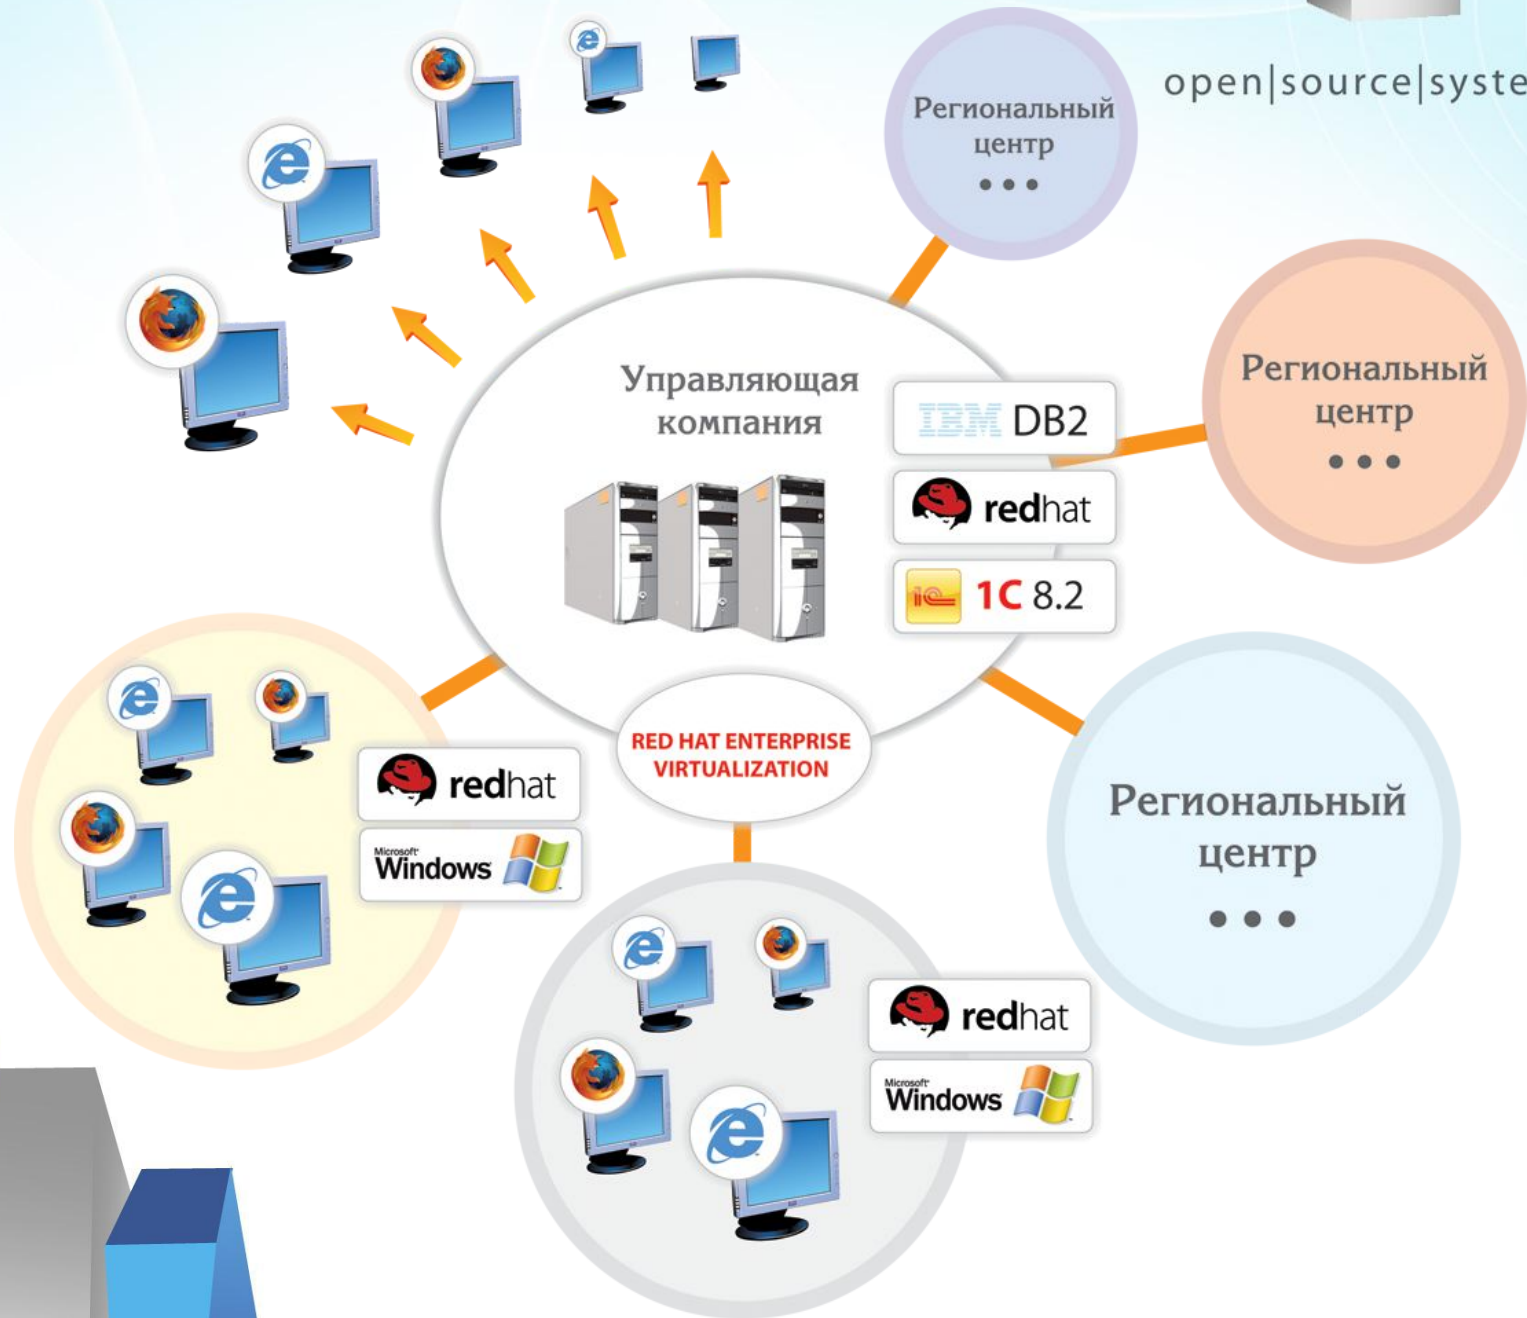 Региональный
центр
•••
open|source|syste
Региональный
центр
•••
Управляющая
компания
IBM DB2
redhat
1C 8.2
RED HAT ENTERPRISE
VIRTUALIZATION
redhat
Microsoft
Windows
Региональный
центр
•••
redhat
Microsoft
Windows